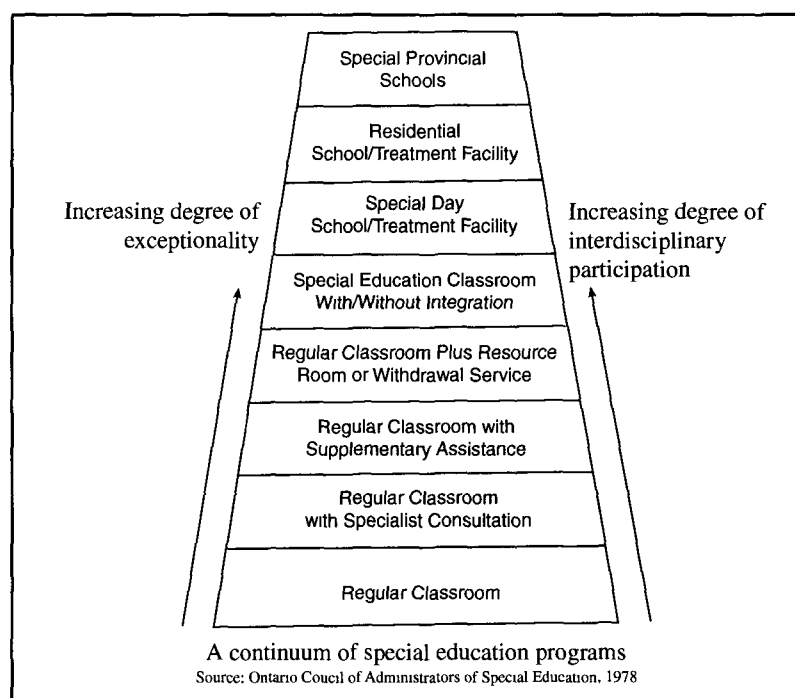 Special Provincial
Schools
Residential
School/Treatment Facility
Special Day
School/Treatment Facility
Increasing degree of
exceptionality
Increasing degree of
interdisciplinary
participation
Special Education Classroom
With/Without Integration
Regular Classroom Plus Resource
Room or Withdrawal Service
Regular Classroom with
Supplementary Assistance
Regular Classroom
with Specialist Consultation
Regular Classroom
A continuum of special education programs
Source: Ontario Coucil of Administrators of Special Education, 1978